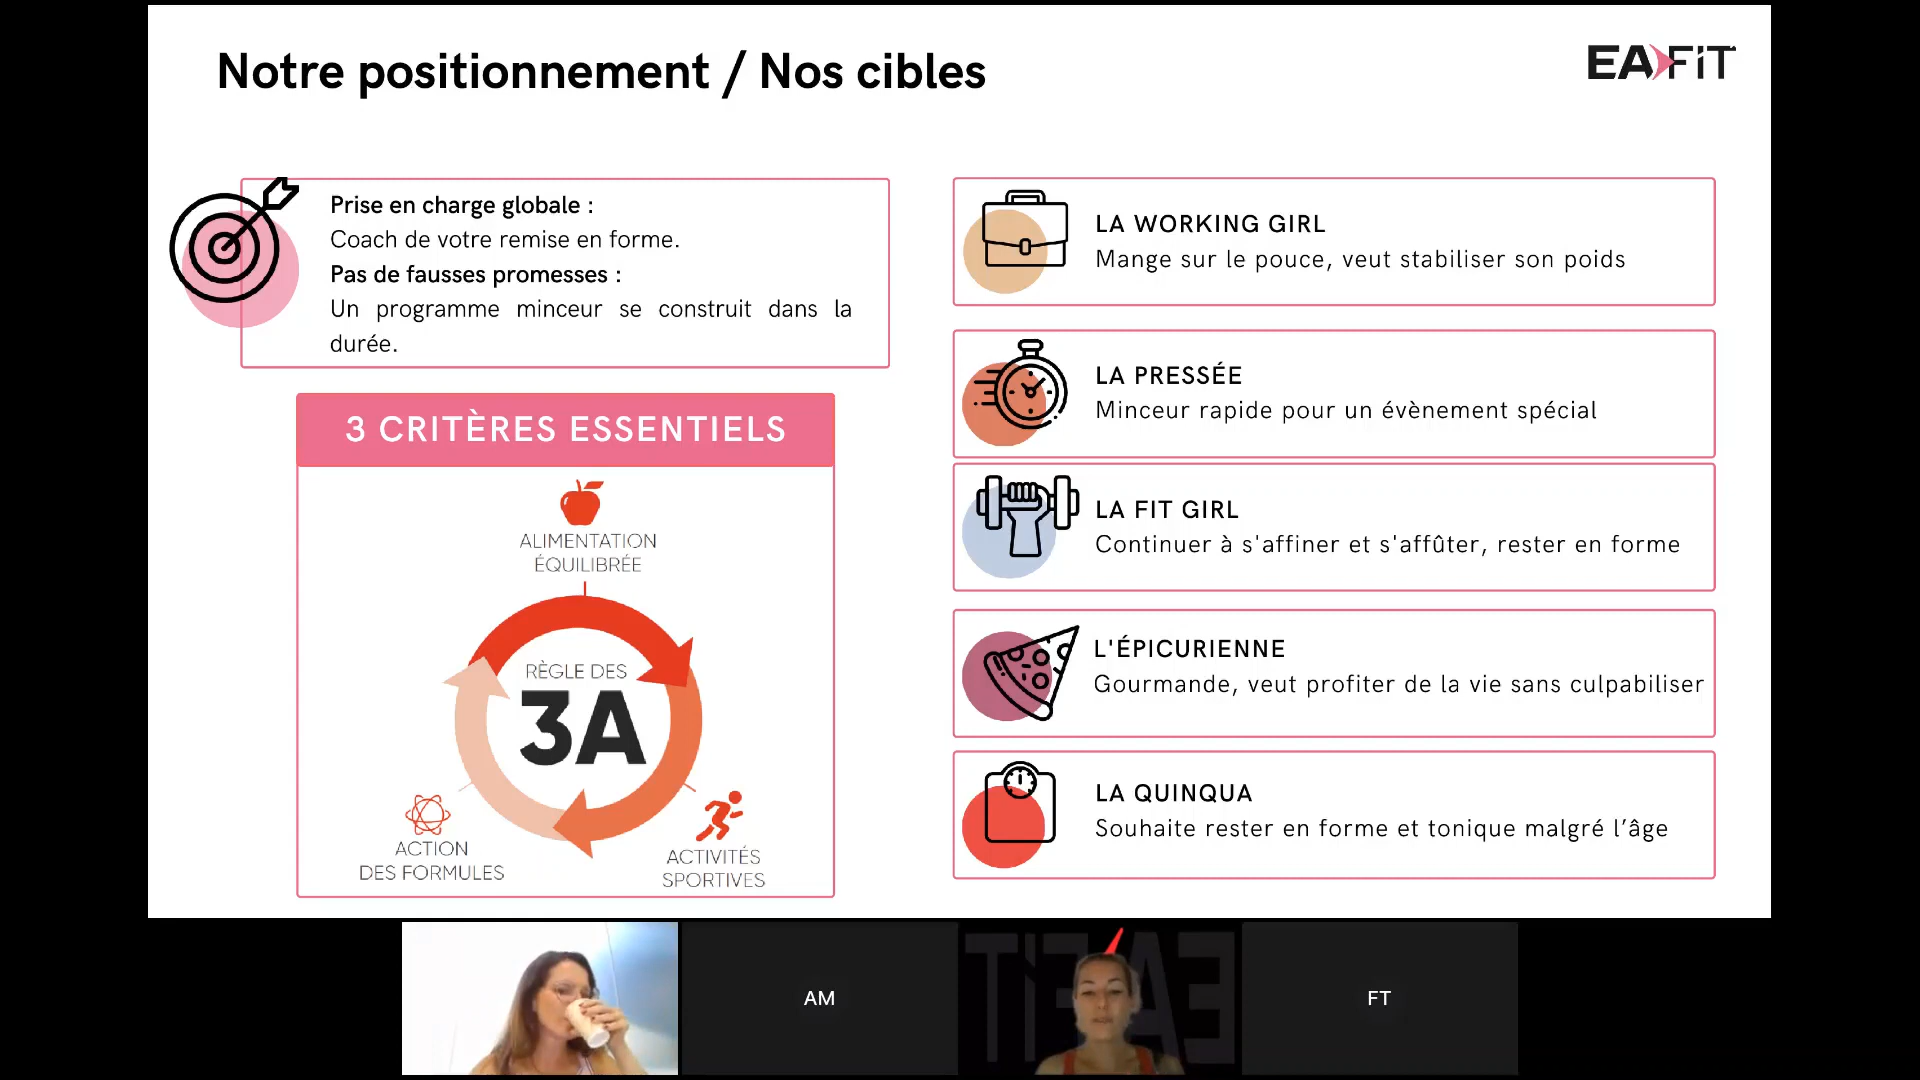 Notre positionnement / Nos cibles
EAFIT
Prise en charge globale :
Coach de votre remise en forme.
Pas de fausses promesses :
Un programme minceur se construit dans la
durée.
3 CRITÈRES ESSENTIELS
ALIMENTATION
ÉQUILIBRÉE
RÈGLE DES
3A
ACTION
DES FORMULES
ACTIVITÉS
SPORTIVES
LA WORKING GIRL
Mange sur le pouce, veut stabiliser son poids
LA PRESSÉE
Minceur rapide pour un évènement spécial
LA FIT GIRL
Continuer à s'affiner et s'affûter, rester en forme
L'ÉPICURIENNE
Gourmande, veut profiter de la vie sans culpabiliser
LA QUINQUA
Souhaite rester en forme et tonique malgré l’âge
AM
EAFIT
FT